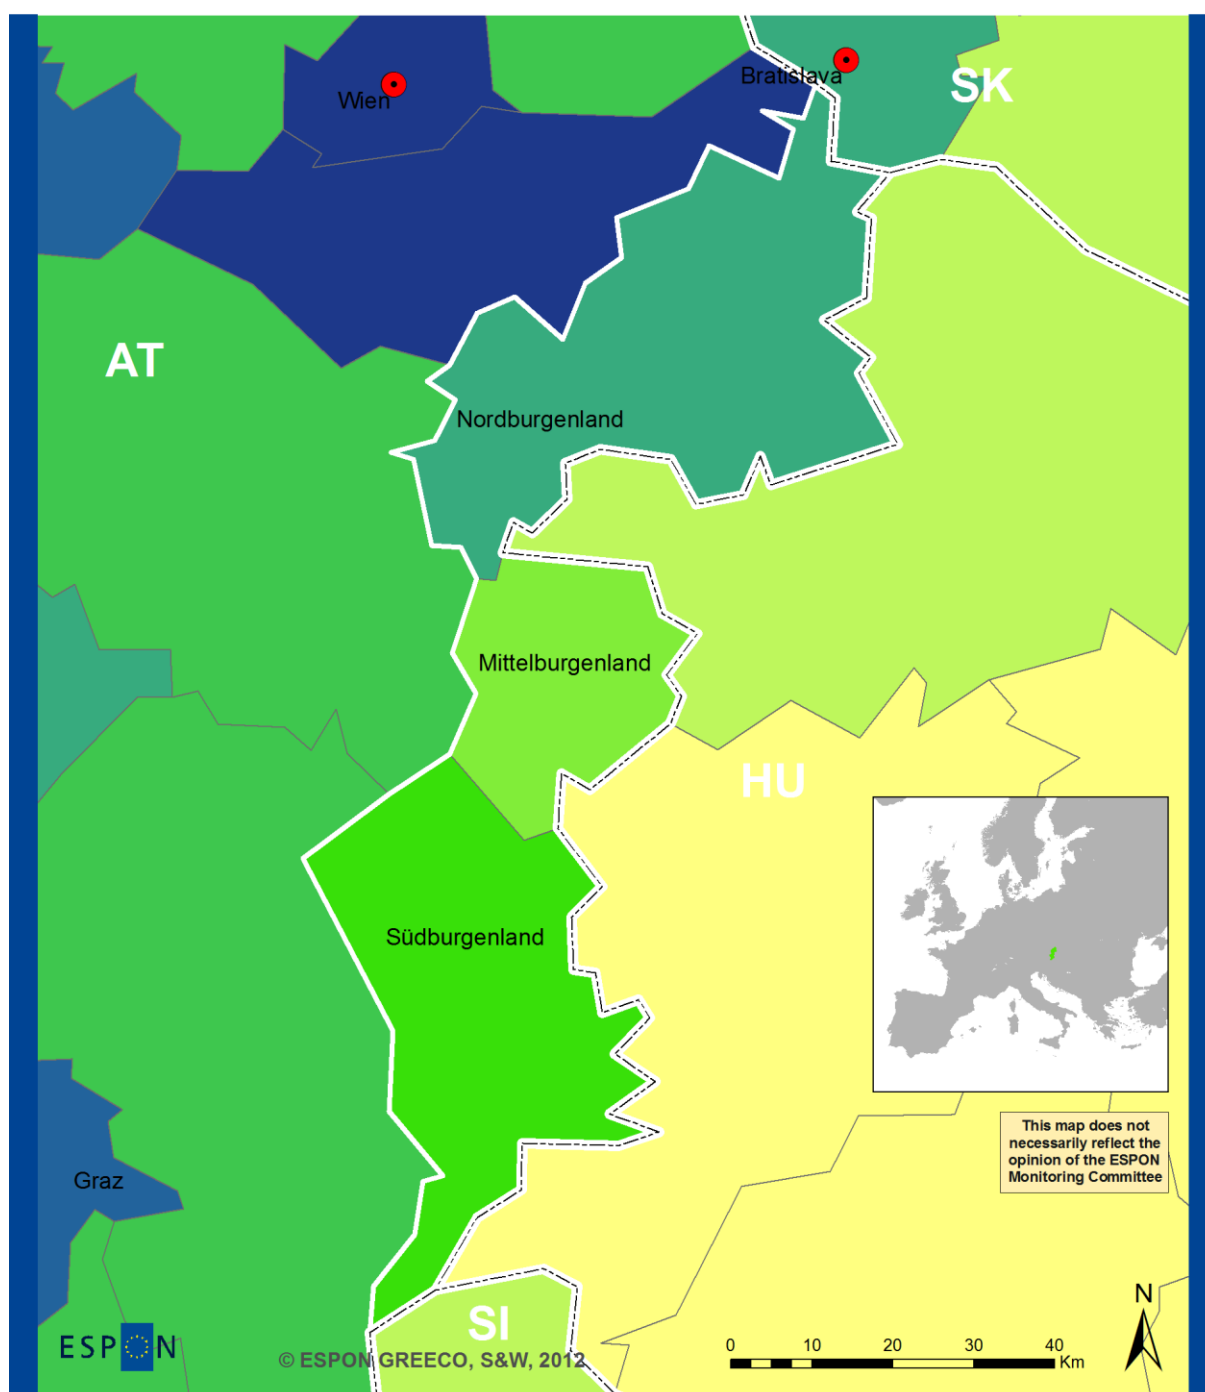 Wien
Bratislava
SK
AT
Nordburgenland
Mittelburgenland
HU
Südburgenland
This map does not
necessarily reflect the
opinion of the ESPON
Monitoring Committee
Graz
SI
N
ESPON
© ESPON GREECO, S&W, 2012
0 10 20 30 40
Km